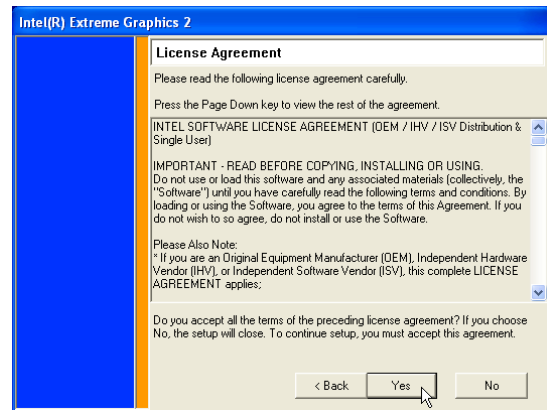 Intel(R) Extreme Graphics 2
License Agreement
Please read the following license agreement carefully.
Press the Page Down key to view the rest of the agreement.
INTEL SOFTWARE LICENSE AGREEMENT (OEM / IHV / ISV Distribution &
Single User)
IMPORTANT - READ BEFORE COPYING, INSTALLING OR USING.
Do not use or load this software and any associated materials (collectively, the
"Software") until you have carefully read the following terms and conditions. By
loading or using the Software, you agree to the terms of this Agreement. If you
do not wish to so agree, do not install or use the Software.
Please Also Note:
* If you are an Original Equipment Manufacturer (OEM), Independent Hardware
Vendor (IHV), or Independent Software Vendor (ISV), this complete LICENSE
AGREEMENT applies;
Do you accept all the terms of the preceding license agreement? If you choose
No, the setup will close. To continue setup, you must accept this agreement.
< Back Yes No